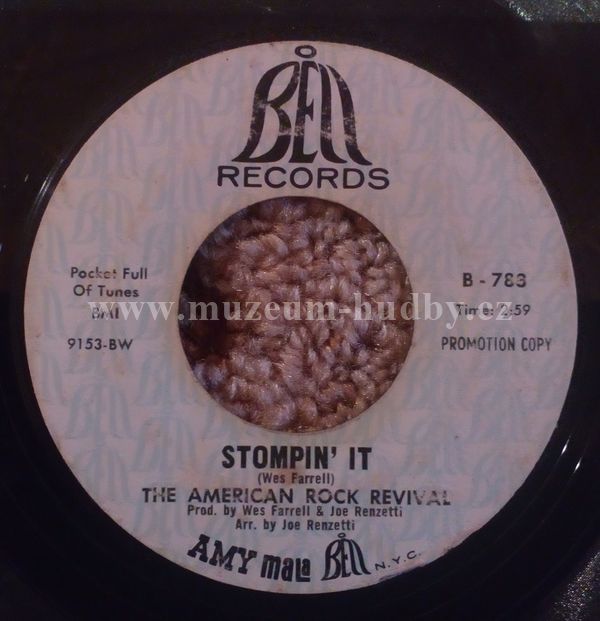 BELL
RECORDS
Pocket Full
Of Tunes
BMI
9153-BW
B - 783
Time: 2:59
PROMOTION COPY
www.muzeum-hudby.cz
STOMPIN' IT
(Wes Farrell)
THE AMERICAN ROCK REVIVAL
Prod. by Wes Farrell & Joe Renzetti
Arr. by Joe Renzetti
AMY mala BELL N.Y.C.